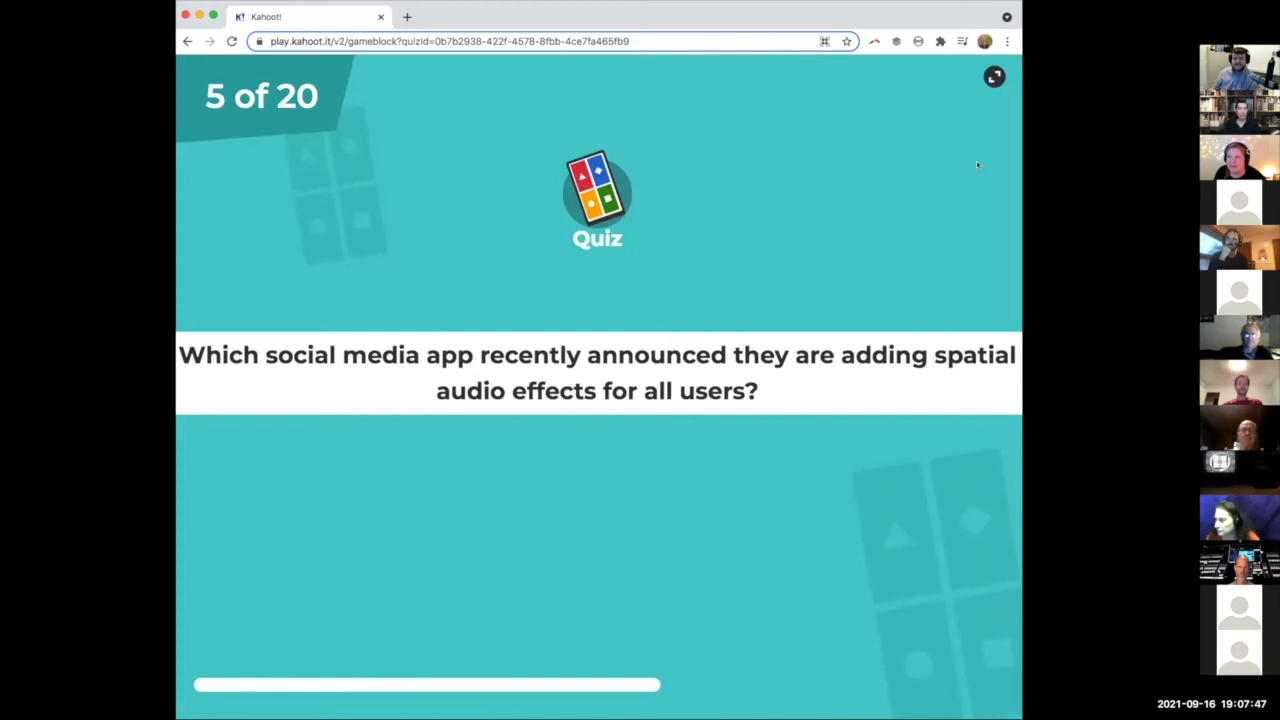 K! Kahoot!
play.kahoot.it/v2/gameblock?quizId=0b7b2938-422f-4578-8fbb-4ce7fa465fb9
5 of 20
Quiz
Which social media app recently announced they are adding spatial
audio effects for all users?
2021-09-16 19:07:47